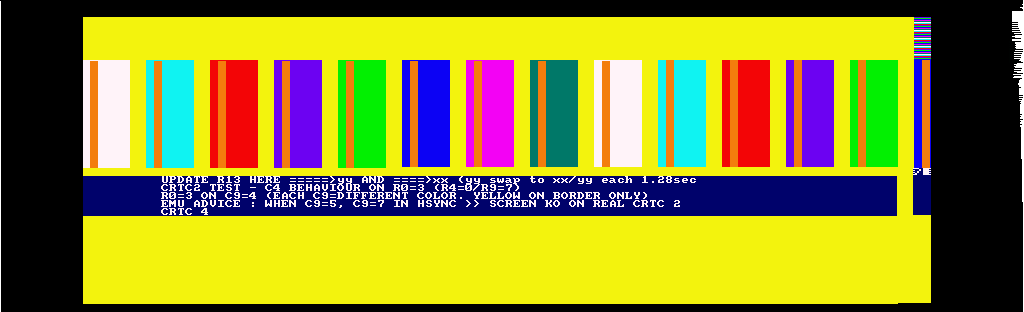 UPDATE R13 HERE =====>yy AND ====>xx (yy swap to xx/yy each 1.28sec
CRTC2 TEST - C4 BEHAVIOUR ON R0=3 (R4=0/R9=7)
R0=3 ON C9=4 (EACH C9=DIFFERENT COLOR. YELLOW ON BORDER ONLY)
EMU ADVICE : WHEN C9=5, C9=7 IN HSYNC >> SCREEN KO ON REAL CRTC 2
CRTC 4